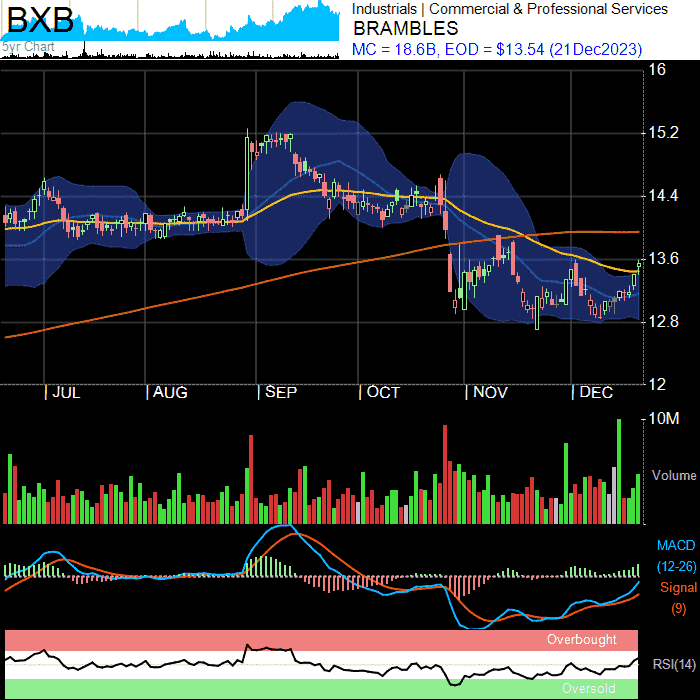 BXB
5yr Chart
Industrials | Commercial & Professional Services
BRAMBLES
MC = 18.6B, EOD = $13.54 (21Dec2023)
16
15.2
14.4
13.6
12.8
12
| JUL | AUG | SEP | OCT | NOV | DEC
10M
Volume
MACD
(12-26)
Signal
(9)
Overbought
RSI(14)
Oversold